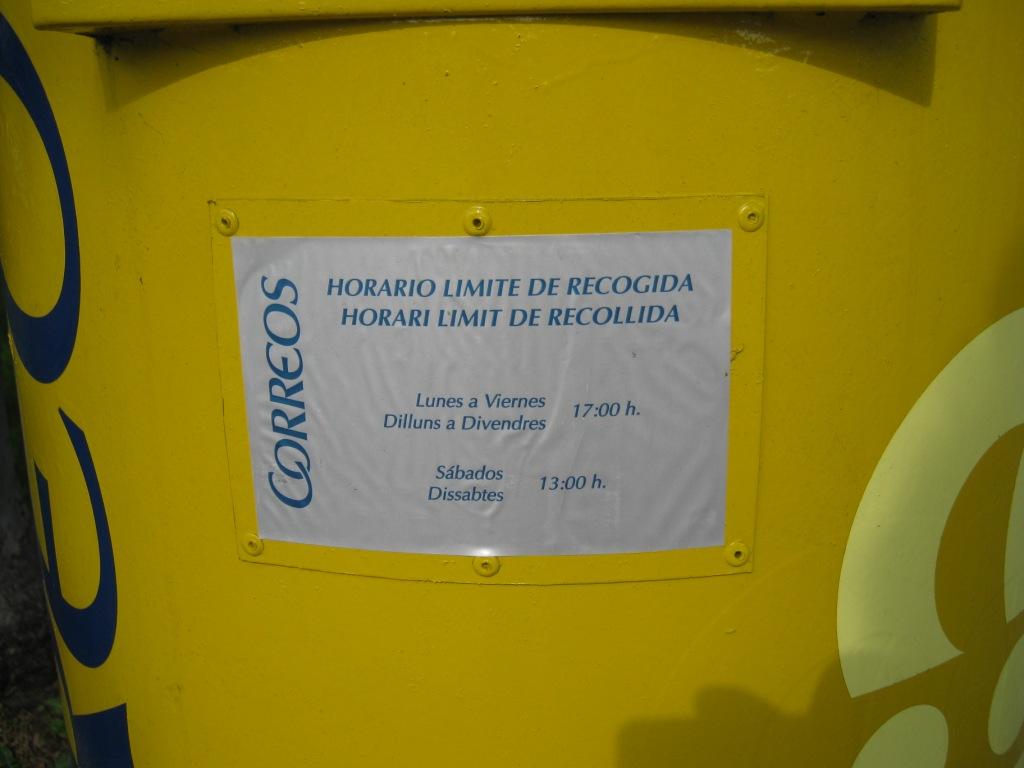 CORREOS
HORARIO LIMITE DE RECOGIDA
HORARI LIMIT DE RECOLLIDA
Lunes a Viernes 17:00 h.
Dilluns a Divendres
Sábados 13:00 h.
Dissabtes